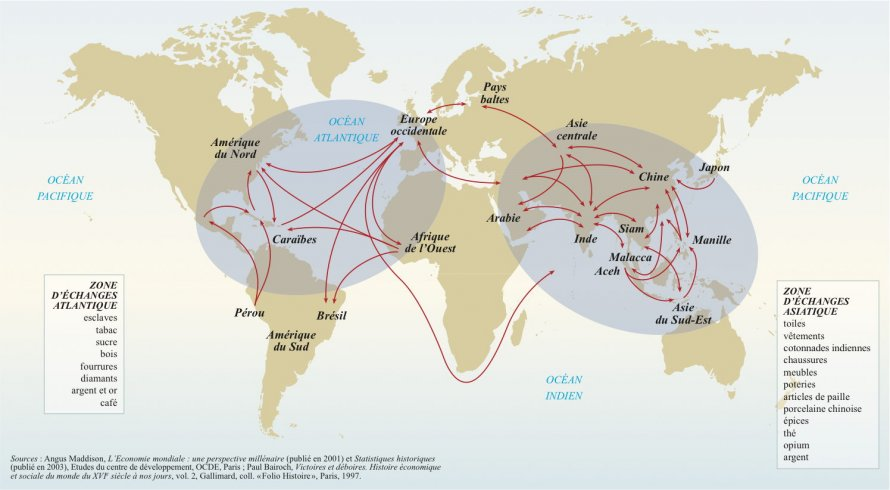 Pays
baltes
OCÉAN
ATLANTIQUE
Europe
occidentale
Asie
centrale
Amérique
du Nord
Chine
Japon
OCÉAN
PACIFIQUE
OCÉAN
PACIFIQUE
Arabie
Inde
Siam
Caraïbes
Afrique
de l'Ouest
Manille
Malacca
Aceh
Pérou
Brésil
Amérique
du Sud
Asie
du Sud-Est
OCÉAN
INDIEN
ZONE
D'ÉCHANGES
ATLANTIQUE
esclaves
tabac
sucre
bois
fourrures
diamants
argent et or
café
ZONE
D'ÉCHANGES
ASIATIQUE
toiles
vêtements
cotonnades indiennes
chaussures
meubles
poteries
articles de paille
porcelaine chinoise
épices
thé
opium
argent
Sources : Angus Maddison, L'Economie mondiale : une perspective millénaire (publié en 2001) et Statistiques historiques
(publié en 2003), Etudes du centre de développement, OCDE, Paris ; Paul Bairoch, Victoires et déboires. Histoire économique
et sociale du monde du XVIe siècle à nos jours, vol. 2, Gallimard, coll. «Folio Histoire», Paris, 1997.